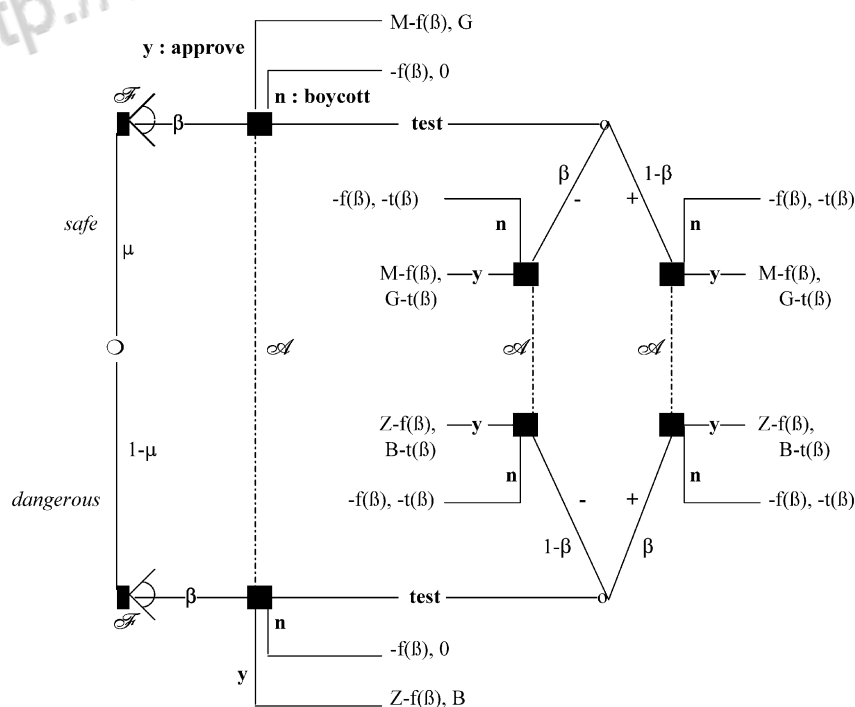 tp://
M-f(ß), G
y : approve
-f(ß), 0
n : boycott
ℱ
β
test
β
1-β
-
+
-f(ß), -t(ß)
n
n
-f(ß), -t(ß)
safe
μ
M-f(ß),
G-t(ß)
y
y
M-f(ß),
G-t(ß)
𝒜
𝒜
𝒜
Z-f(ß),
B-t(ß)
y
y
Z-f(ß),
B-t(ß)
1-μ
n
n
dangerous
-f(ß), -t(ß)
-
+
-f(ß), -t(ß)
1-β
β
ℱ
β
test
n
-f(ß), 0
y
Z-f(ß), B